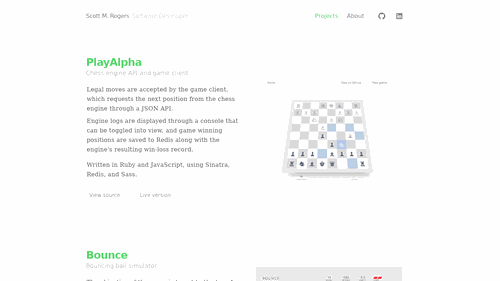 Scott M. Rogers Software Developer
Projects About
PlayAlpha
Chess engine API and game client
Legal moves are accepted by the game client,
which requests the next position from the chess
engine through a JSON API.
Engine logs are displayed through a console that
can be toggled into view, and game winning
positions are saved to Redis along with the
engine's resulting win-loss record.
Written in Ruby and JavaScript, using Sinatra,
Redis, and Sass.
View source Live version
Bounce
Bouncing ball simulator